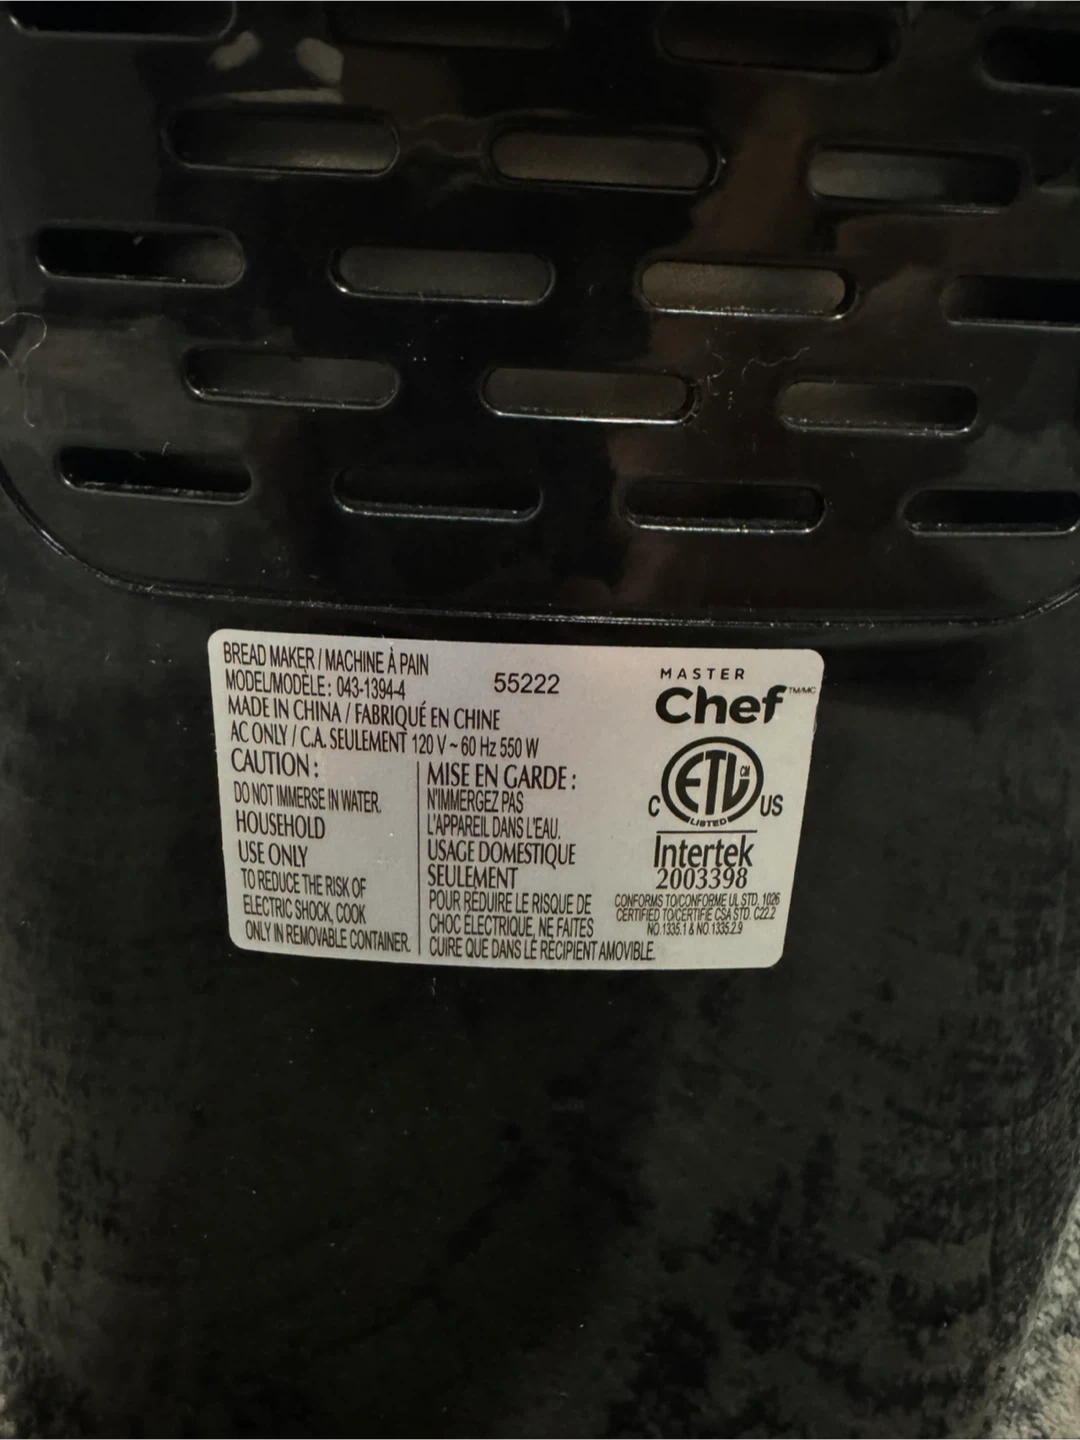 BREAD MAKER / MACHINE À PAIN
MODEL/MODÈLE : 043-1394-4
55222
MADE IN CHINA / FABRIQUÉ EN CHINE
AC ONLY / C.A. SEULEMENT 120 V ~ 60 Hz 550 W
CAUTION :
DO NOT IMMERSE IN WATER.
HOUSEHOLD
USE ONLY
TO REDUCE THE RISK OF
ELECTRIC SHOCK, COOK
ONLY IN REMOVABLE CONTAINER.
MISE EN GARDE :
N'IMMERGEZ PAS
L'APPAREIL DANS L'EAU.
USAGE DOMESTIQUE
SEULEMENT
POUR RÉDUIRE LE RISQUE DE
CHOC ÉLECTRIQUE, NE FAITES
CUIRE QUE DANS LE RÉCIPIENT AMOVIBLE.
MASTER
Chef TM/MC
ETL CM
C US
LISTED
Intertek
2003398
CONFORMS TO/CONFORME UL STD. 1026
CERTIFIED TO/CERTIFIÉ CSA STD. C22.2
NO.1335.1 & NO.1335.2.9